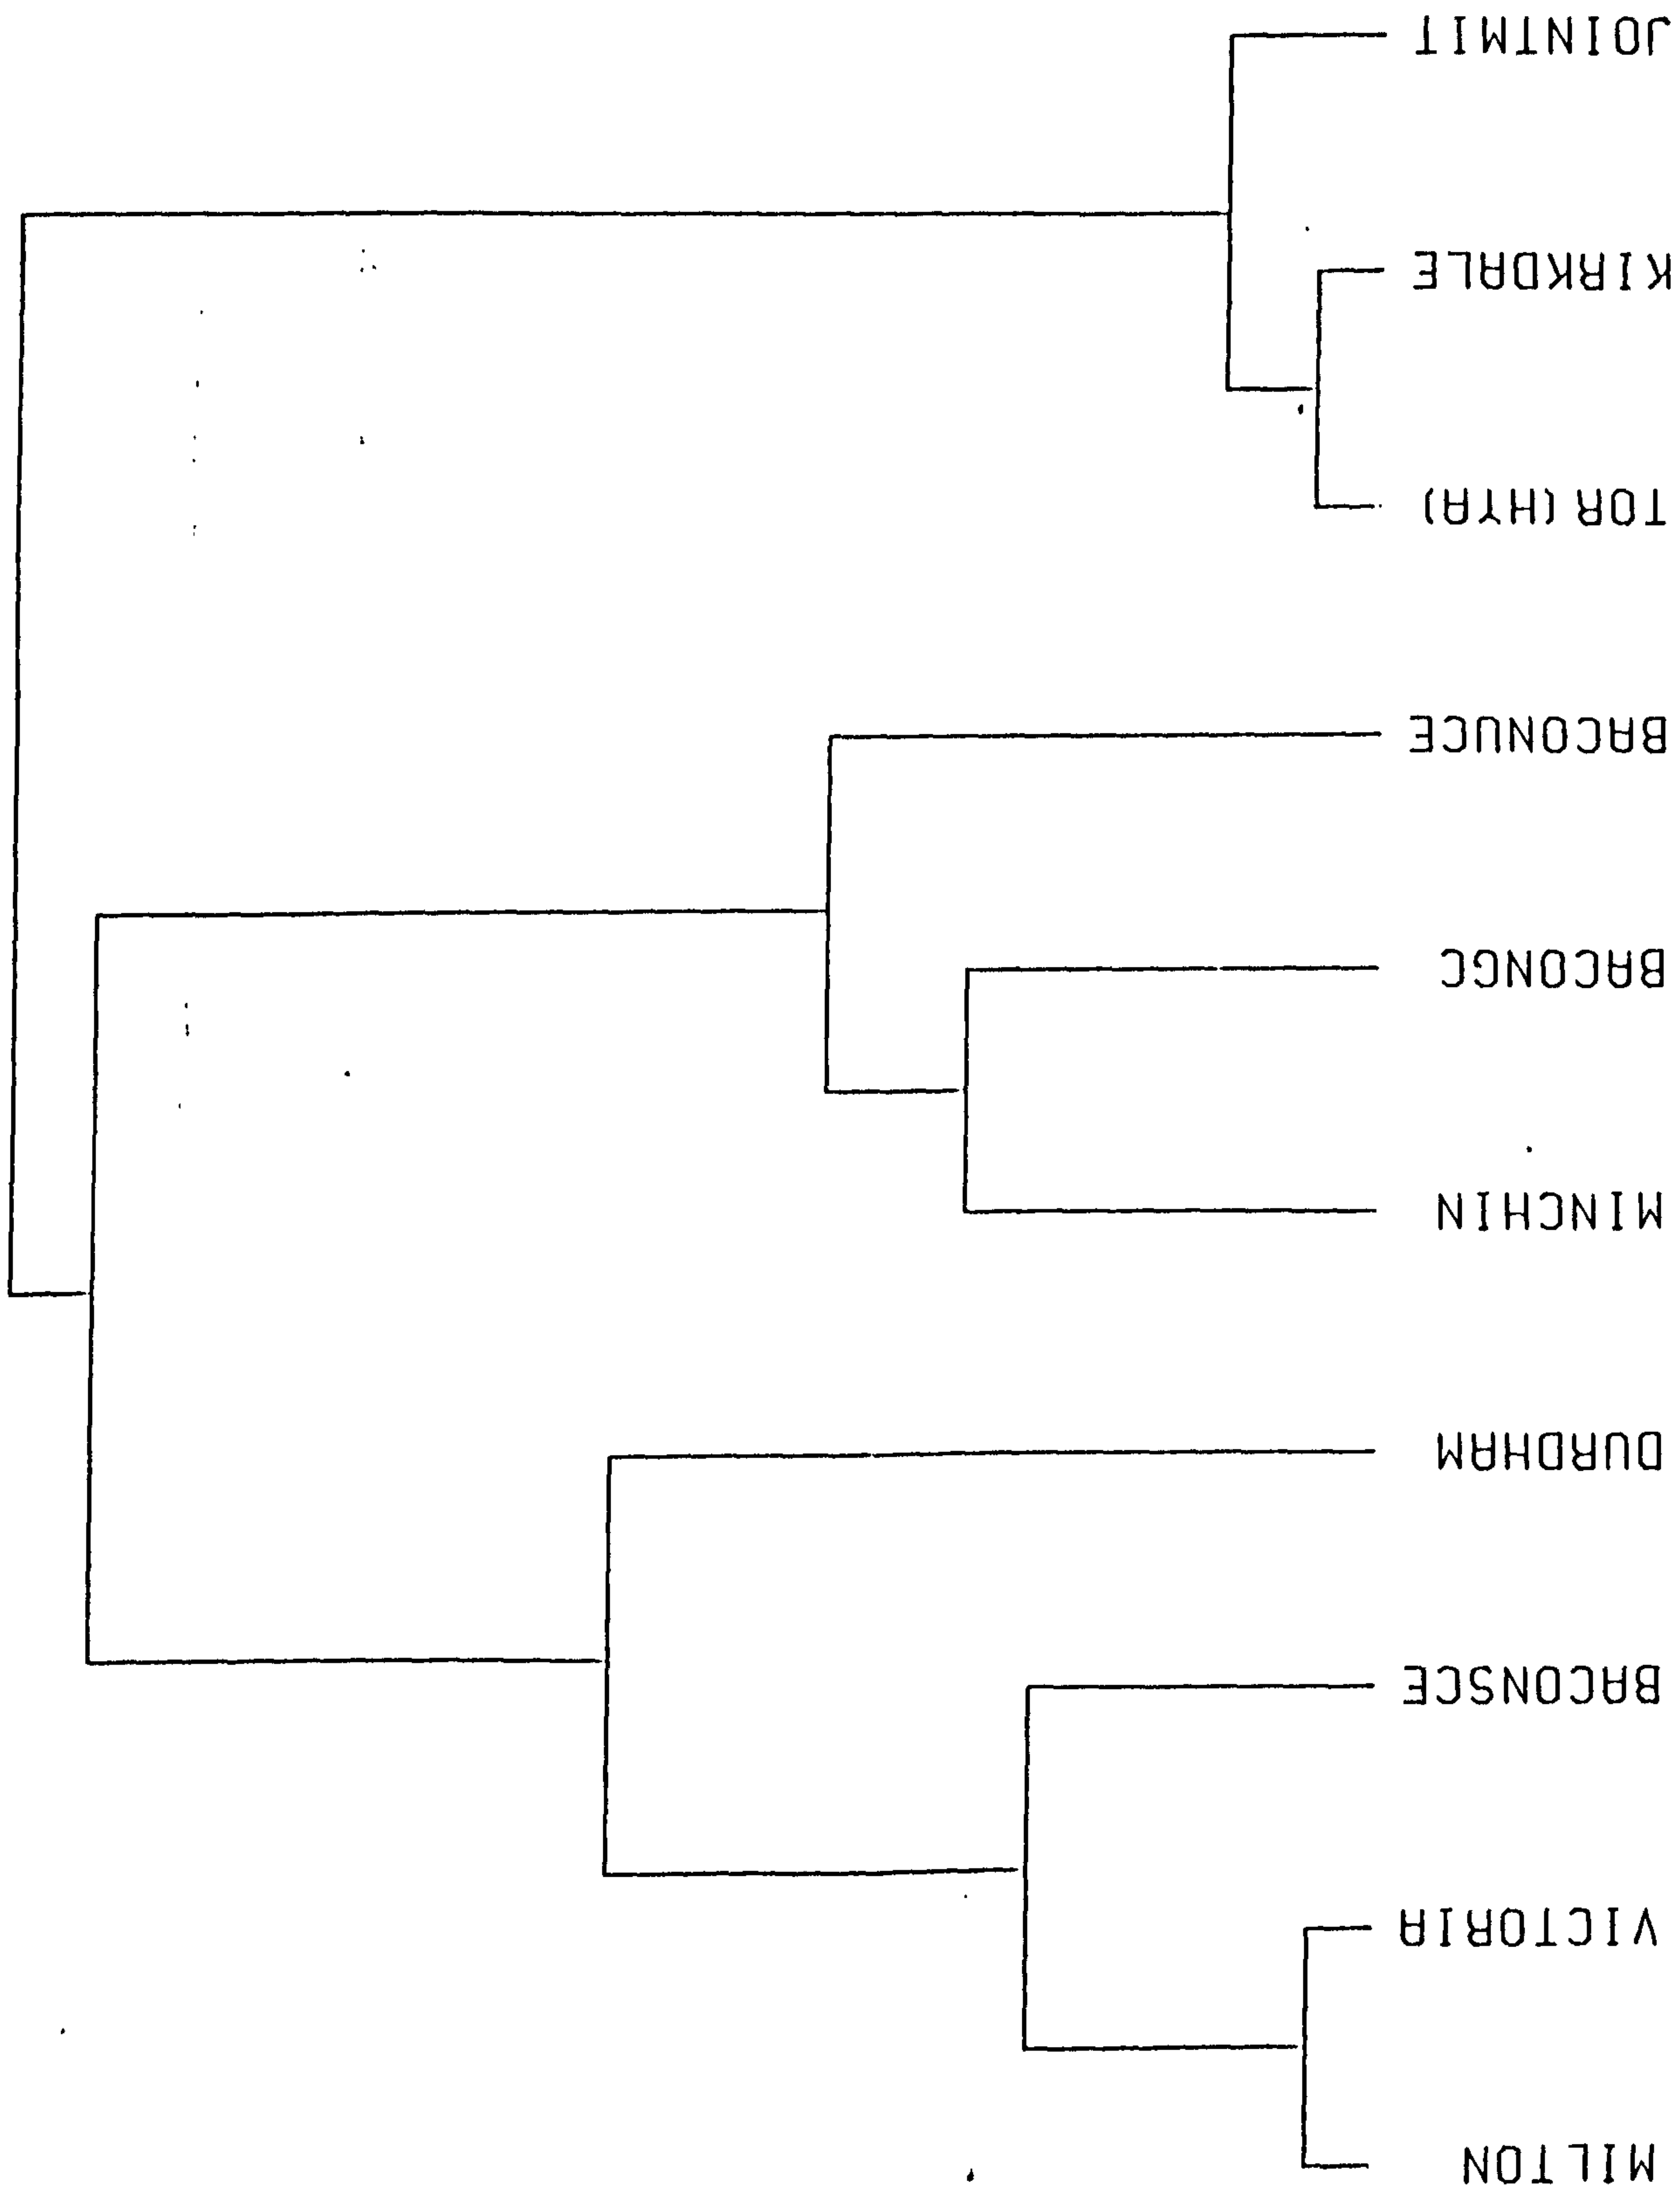 MILTON
VICTORIA
BACONSCE
DURDHAM
MINCHIN
BACONGC
BACONUCE
TOR (HYA)
KIRKDALE
JOINTMIT